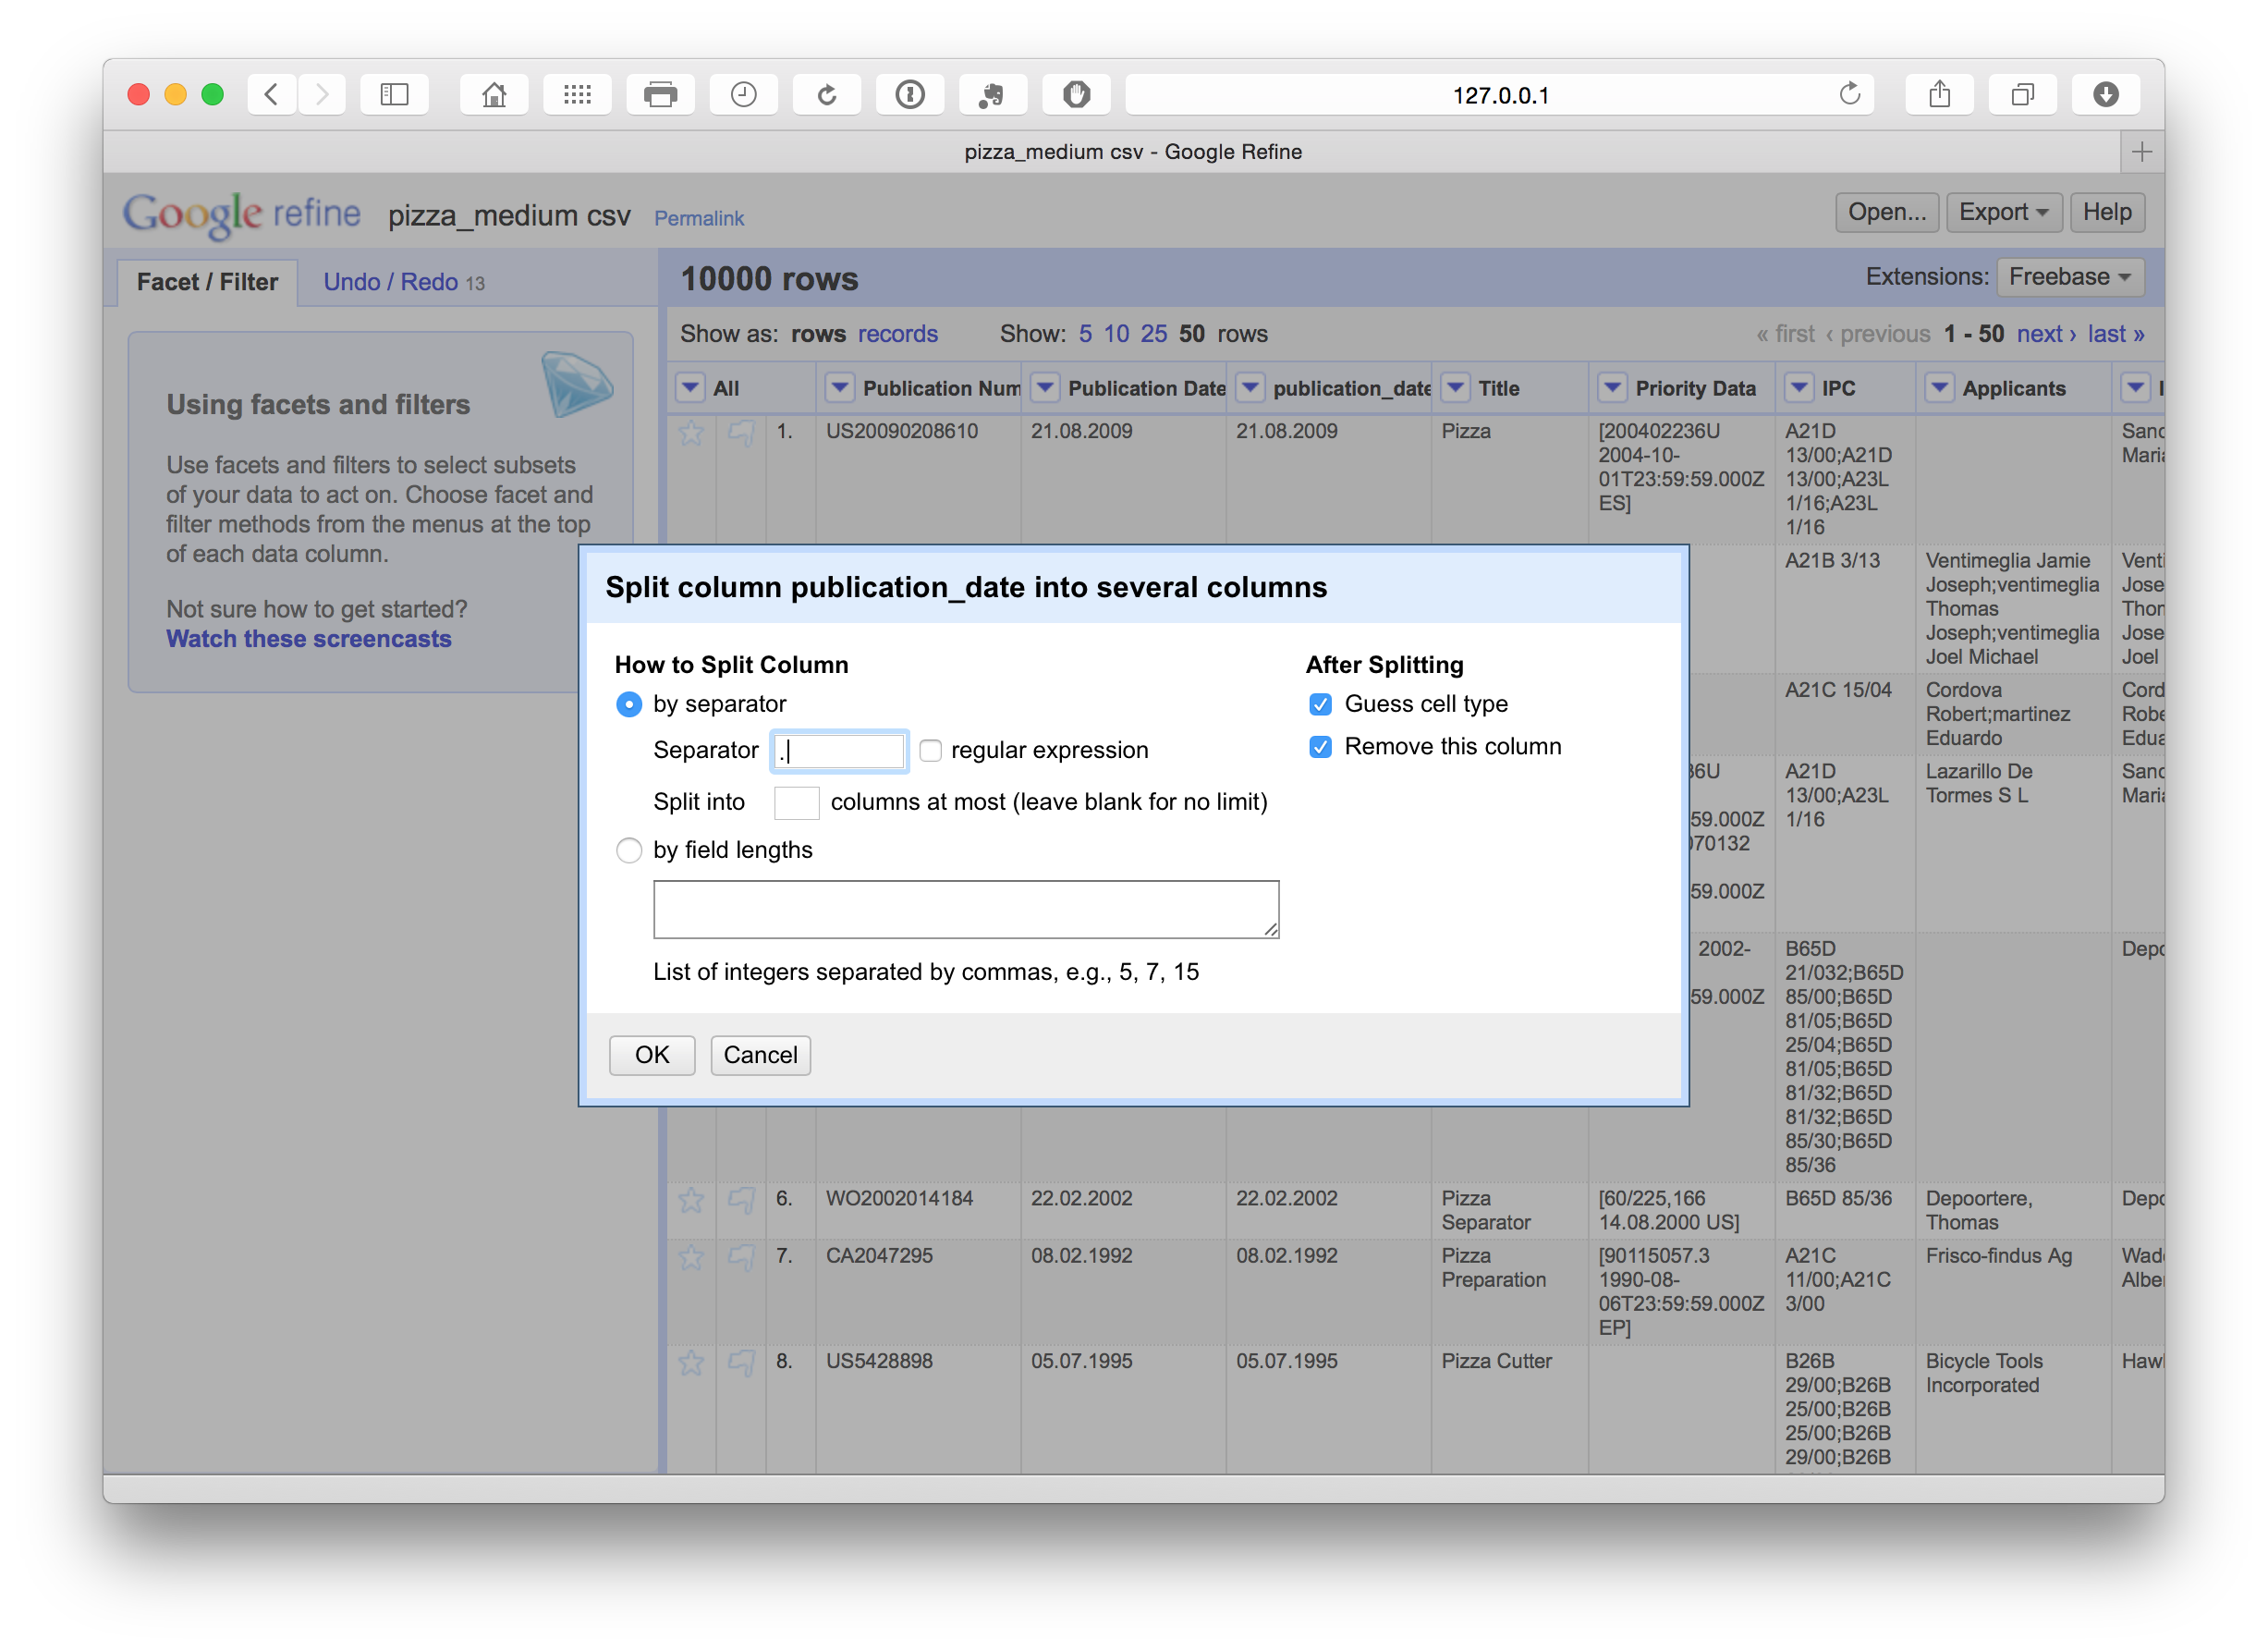 127.0.0.1
pizza_medium csv - Google Refine
Google refine pizza_medium csv Permalink
Open... Export Help
Facet / Filter Undo / Redo 13
10000 rows
Extensions: Freebase
Show as: rows records Show: 5 10 25 50 rows
« first ‹ previous 1 - 50 next › last »
Using facets and filters
Use facets and filters to select subsets
of your data to act on. Choose facet and
filter methods from the menus at the top
of each data column.
Not sure how to get started?
Watch these screencasts
All Publication Num Publication Date publication_date Title Priority Data IPC Applicants
1. US20090208610 21.08.2009 21.08.2009 Pizza [200402236U A21D Sand
2004-10- 13/00;A21D Maria
01T23:59:59.000Z 13/00;A23L
ES] 1/16;A23L
1/16
A21B 3/13 Ventimeglia Jamie Venti
Joseph;ventimeglia Jose
Thomas Thom
Joseph;ventimeglia Jose
Joel Michael Joel
A21C 15/04 Cordova Cord
Robert;martinez Robe
Eduardo Edua
36U A21D Lazarillo De Sand
13/00;A23L Tormes S L Maria
59.000Z 1/16
070132
59.000Z
2002- B65D Depo
21/032;B65D
59.000Z 85/00;B65D
81/05;B65D
25/04;B65D
81/05;B65D
81/32;B65D
81/32;B65D
85/30;B65D
85/36
Split column publication_date into several columns
How to Split Column
by separator
Separator . regular expression
Split into columns at most (leave blank for no limit)
by field lengths
List of integers separated by commas, e.g., 5, 7, 15
After Splitting
Guess cell type
Remove this column
OK Cancel
6. WO2002014184 22.02.2002 22.02.2002 Pizza [60/225,166 B65D 85/36 Depoortere, Depo
Separator 14.08.2000 US] Thomas
7. CA2047295 08.02.1992 08.02.1992 Pizza [90115057.3 A21C Frisco-findus Ag Wad
Preparation 1990-08- 11/00;A21C Albe
06T23:59:59.000Z 3/00
EP]
8. US5428898 05.07.1995 05.07.1995 Pizza Cutter B26B Bicycle Tools Haw
29/00;B26B Incorporated
25/00;B26B
25/00;B26B
29/00;B26B